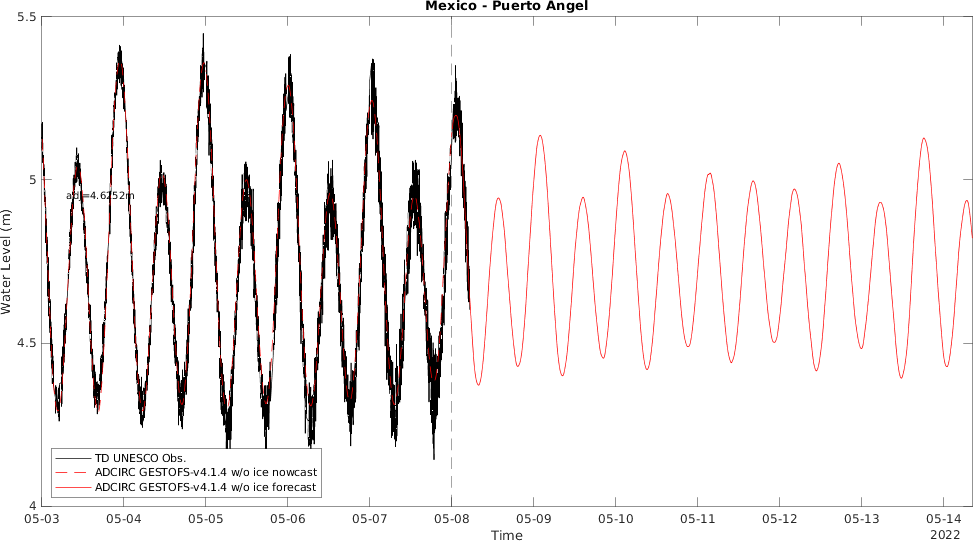 Mexico - Puerto Angel
5.5
5
4.5
4
Water Level (m)
adj=4.6252m
TD UNESCO Obs.
ADCIRC GESTOFS-v4.1.4 w/o ice nowcast
ADCIRC GESTOFS-v4.1.4 w/o ice forecast
05-03 05-04 05-05 05-06 05-07 05-08 05-09 05-10 05-11 05-12 05-13 05-14
Time
2022